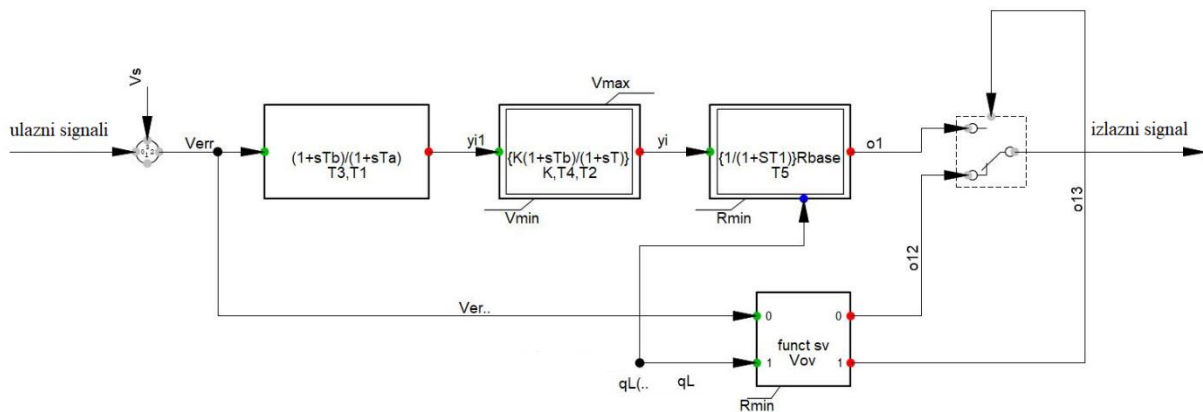 Vs
ulazni signali
Verr
(1+sTb)/(1+sTa)
T3,T1
yi1
Vmax
{K(1+sTb)/(1+sT)}
K,T4,T2
Vmin
yi
{1/(1+ST1)}Rbase
T5
Rmin
o1
izlazni signal
o13
o12
Ver..
0
0
funct sv
Vov
1
1
qL(..
qL
Rmin